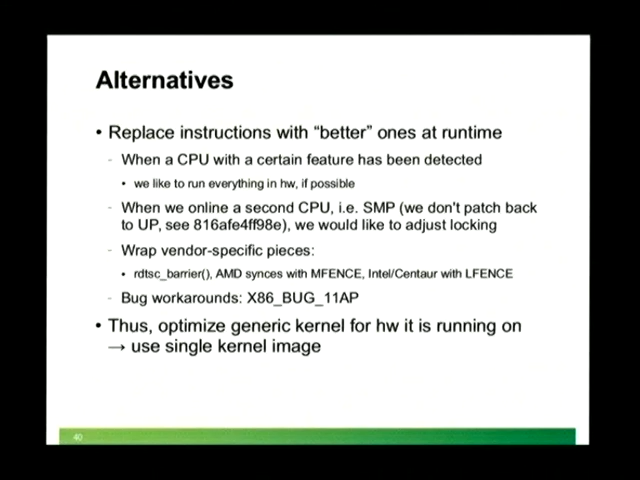 Alternatives
• Replace instructions with “better” ones at runtime
- When a CPU with a certain feature has been detected
• we like to run everything in hw, if possible
- When we online a second CPU, i.e. SMP (we don't patch back
to UP, see 816afe4ff98e), we would like to adjust locking
- Wrap vendor-specific pieces:
• rdtsc_barrier(), AMD synces with MFENCE, Intel/Centaur with LFENCE
- Bug workarounds: X86_BUG_11AP
• Thus, optimize generic kernel for hw it is running on
→ use single kernel image
40